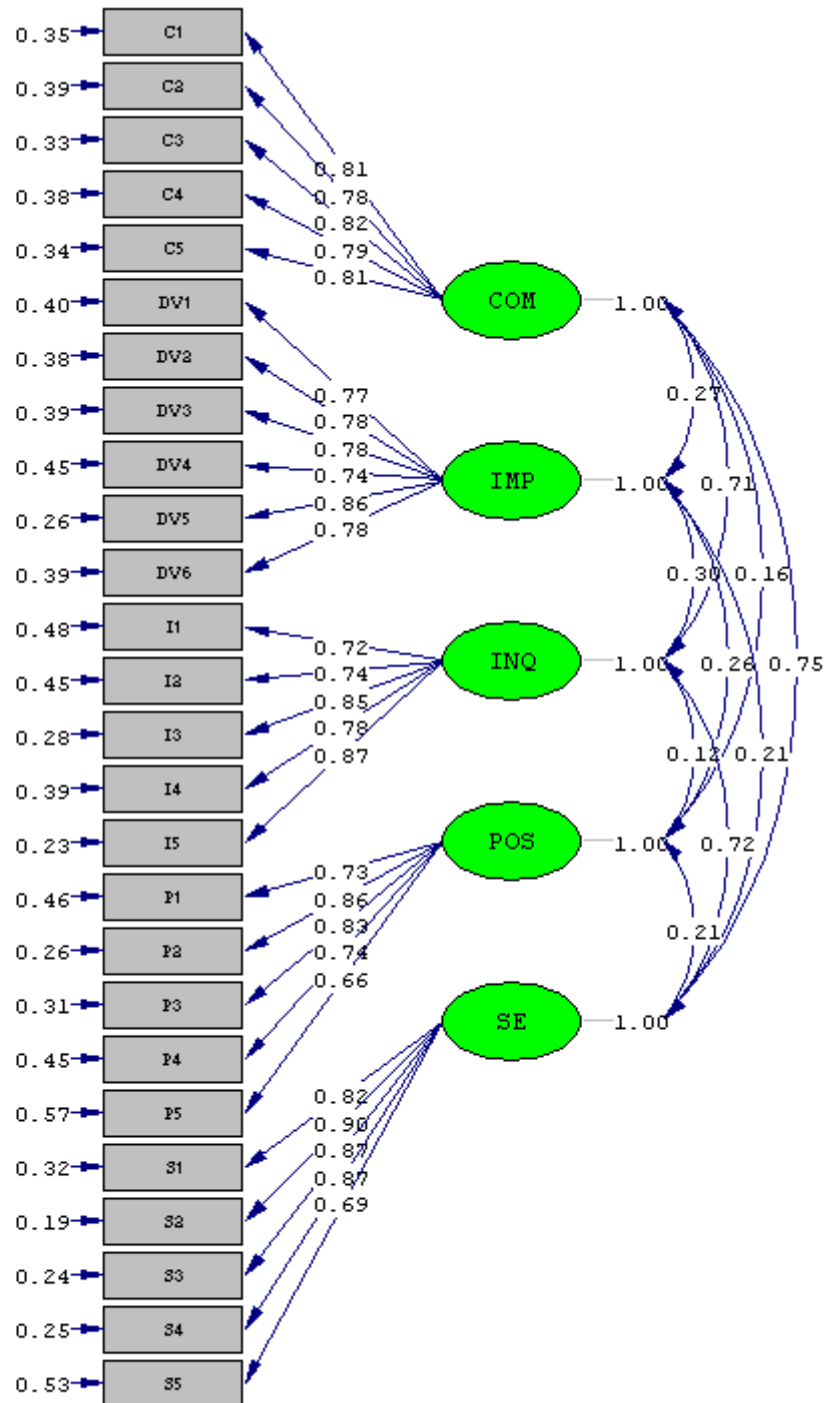 0.35 C1
0.39 C2
0.33 C3
0.81
0.38 C4
0.78
0.82
0.34 C5
0.79
0.81
0.40 DV1
COM 1.00
0.38 DV2
0.77
0.27
0.39 DV3
0.78
0.78
0.45 DV4
0.74
IMP 1.00 0.71
0.26 DV5
0.86
0.78
0.39 DV6
0.30 0.16
0.48 I1
0.72
0.45 I2
0.74
INQ 1.00 0.26 0.75
0.85
0.28 I3
0.78
0.87
0.12 0.21
0.39 I4
0.23 I5
POS 1.00 0.72
0.73
0.46 P1
0.86
0.83
0.21
0.26 P2
0.74
0.66
0.31 P3
SE 1.00
0.45 P4
0.82
0.57 P5
0.90
0.87
0.32 S1
0.87
0.69
0.19 S2
0.24 S3
0.25 S4
0.53 S5